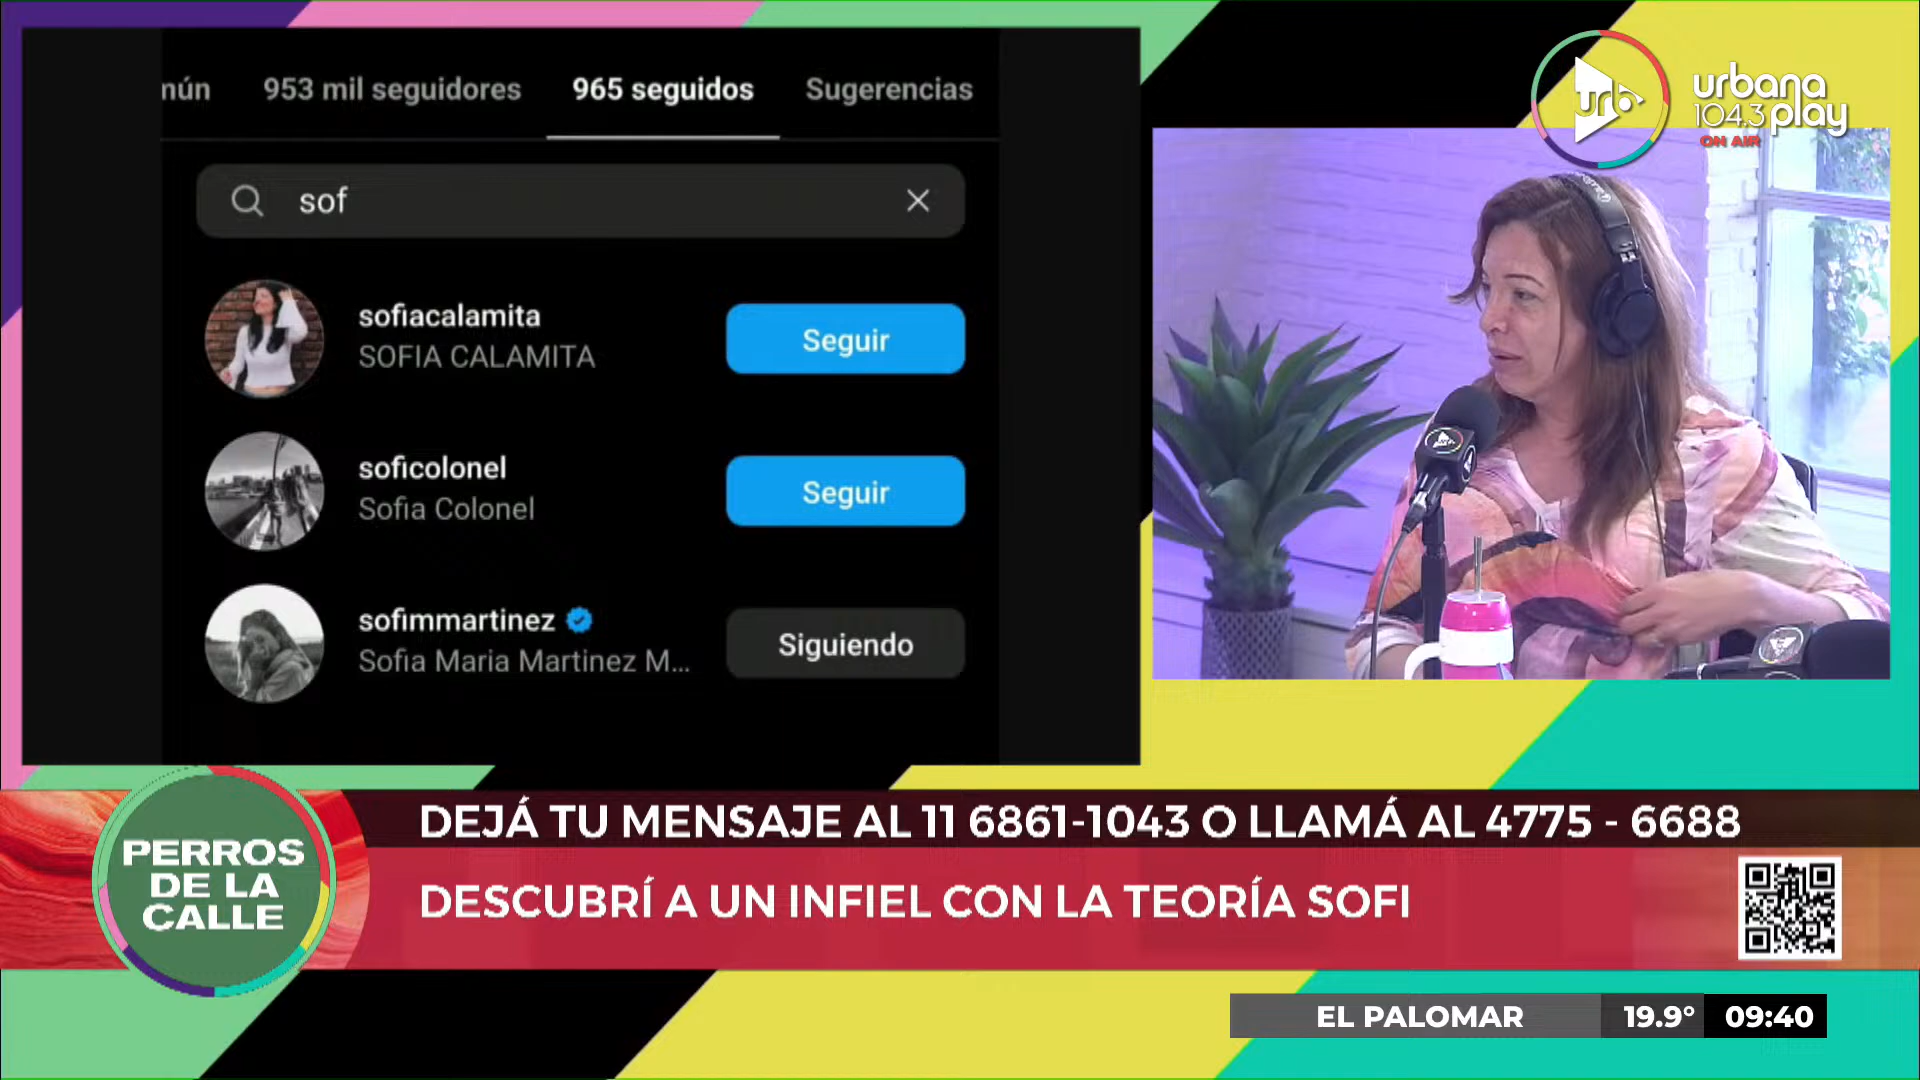 mún 953 mil seguidores 965 seguidos Sugerencias
sof
sofiacalamita
SOFIA CALAMITA
Seguir
soficolonel
Sofia Colonel
Seguir
sofimmartinez
Sofia Maria Martinez M...
Siguiendo
urb
urbana
104.3 play
ON AIR
PERROS
DE LA
CALLE
DEJÁ TU MENSAJE AL 11 6861-1043 O LLAMÁ AL 4775 - 6688
DESCUBRÍ A UN INFIEL CON LA TEORÍA SOFI
EL PALOMAR 19.9° 09:40